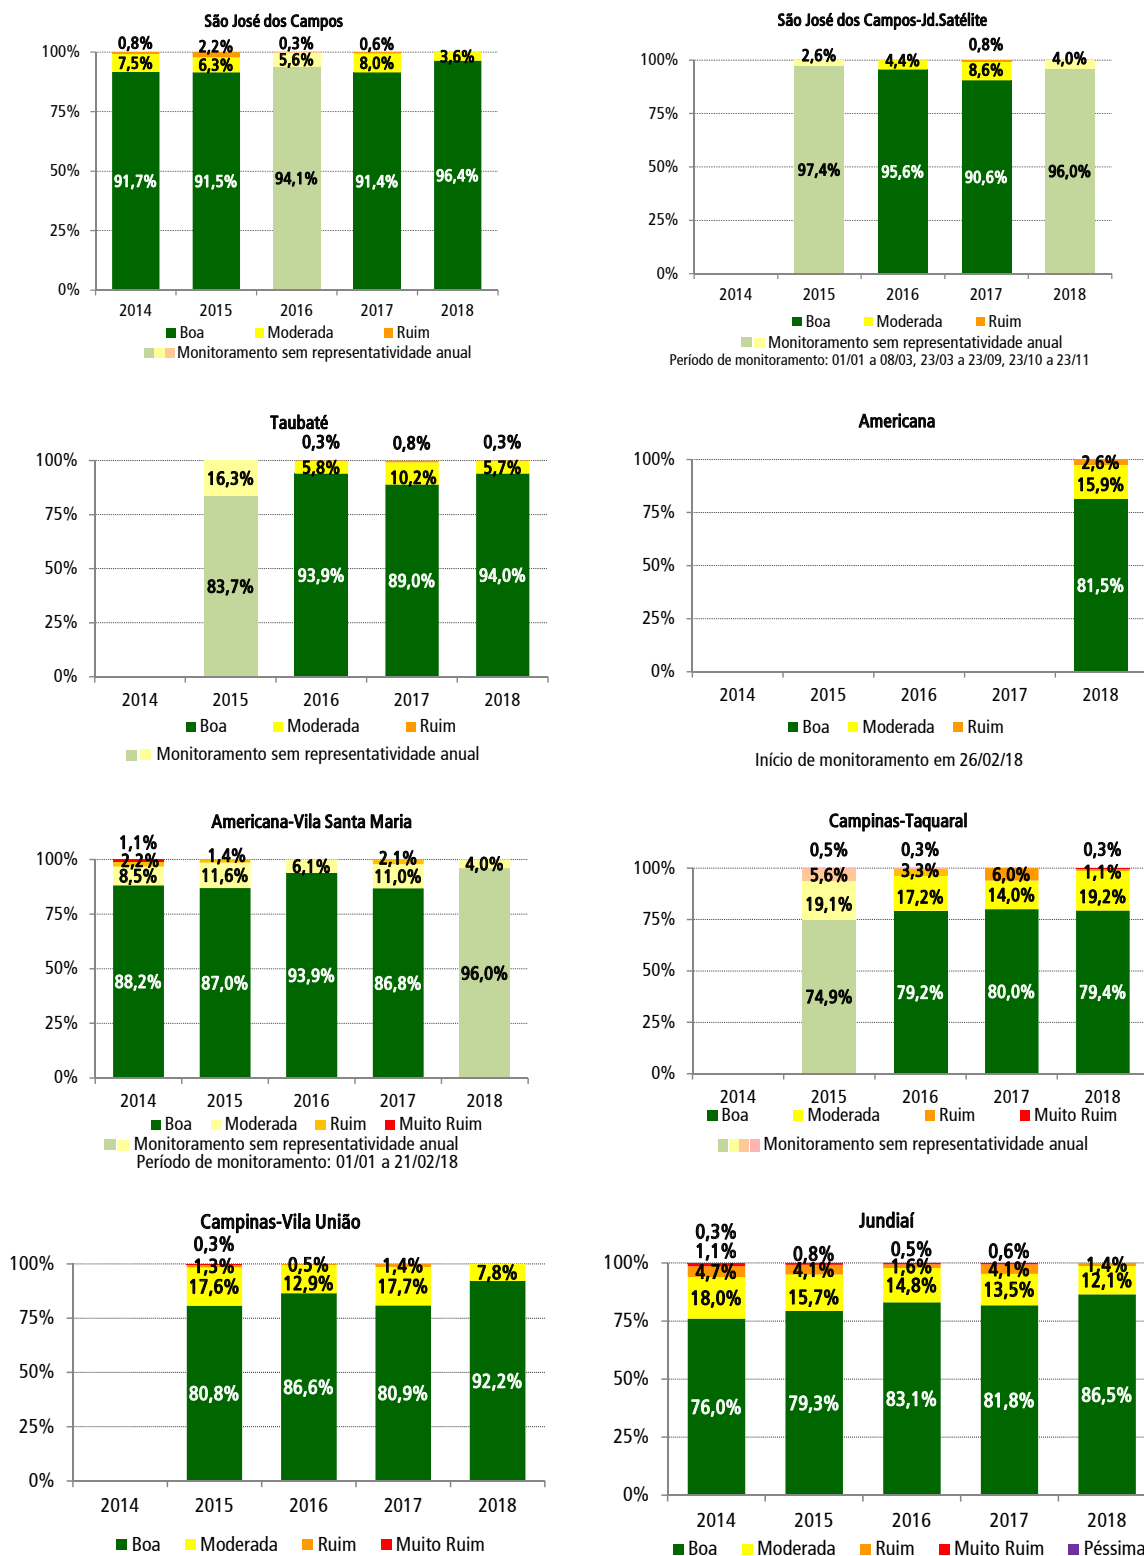 São José dos Campos
0,8% 2,2% 0,3% 0,6%
100%
7,5% 6,3% 5,6% 8,0% 3,6%
75%
50%
91,7% 91,5% 94,1% 91,4% 96,4%
25%
0%
2014 2015 2016 2017 2018
Boa Moderada Ruim
Monitoramento sem representatividade anual
São José dos Campos-Jd.Satélite
0,8%
100%
2,6% 4,4% 8,6% 4,0%
75%
50%
97,4% 95,6% 90,6% 96,0%
25%
0%
2014 2015 2016 2017 2018
Boa Moderada Ruim
Monitoramento sem representatividade anual
Período de monitoramento: 01/01 a 08/03, 23/03 a 23/09, 23/10 a 23/11
Taubaté
0,3% 0,8% 0,3%
100%
16,3% 5,8% 10,2% 5,7%
75%
50%
83,7% 93,9% 89,0% 94,0%
25%
0%
2014 2015 2016 2017 2018
Boa Moderada Ruim
Monitoramento sem representatividade anual
Americana
100%
2,6%
15,9%
75%
50%
81,5%
25%
0%
2014 2015 2016 2017 2018
Boa Moderada Ruim
Início de monitoramento em 26/02/18
Americana-Vila Santa Maria
1,1%
100%
2,2% 1,4% 2,1%
8,5% 11,6% 6,1% 11,0% 4,0%
75%
50%
88,2% 87,0% 93,9% 86,8% 96,0%
25%
0%
2014 2015 2016 2017 2018
Boa Moderada Ruim Muito Ruim
Monitoramento sem representatividade anual
Período de monitoramento: 01/01 a 21/02/18
Campinas-Taquaral
0,5% 0,3% 0,3%
100%
5,6% 3,3% 6,0% 1,1%
19,1% 17,2% 14,0% 19,2%
75%
50%
74,9% 79,2% 80,0% 79,4%
25%
0%
2014 2015 2016 2017 2018
Boa Moderada Ruim Muito Ruim
Monitoramento sem representatividade anual
Campinas-Vila União
0,3%
100%
1,3% 0,5% 1,4%
17,6% 12,9% 17,7% 7,8%
75%
50%
80,8% 86,6% 80,9% 92,2%
25%
0%
2014 2015 2016 2017 2018
Boa Moderada Ruim Muito Ruim
Jundiaí
0,3%
1,1% 0,8% 0,5% 0,6%
100%
4,7% 4,1% 1,6% 4,1% 1,4%
18,0% 15,7% 14,8% 13,5% 12,1%
75%
50%
76,0% 79,3% 83,1% 81,8% 86,5%
25%
0%
2014 2015 2016 2017 2018
Boa Moderada Ruim Muito Ruim Péssima